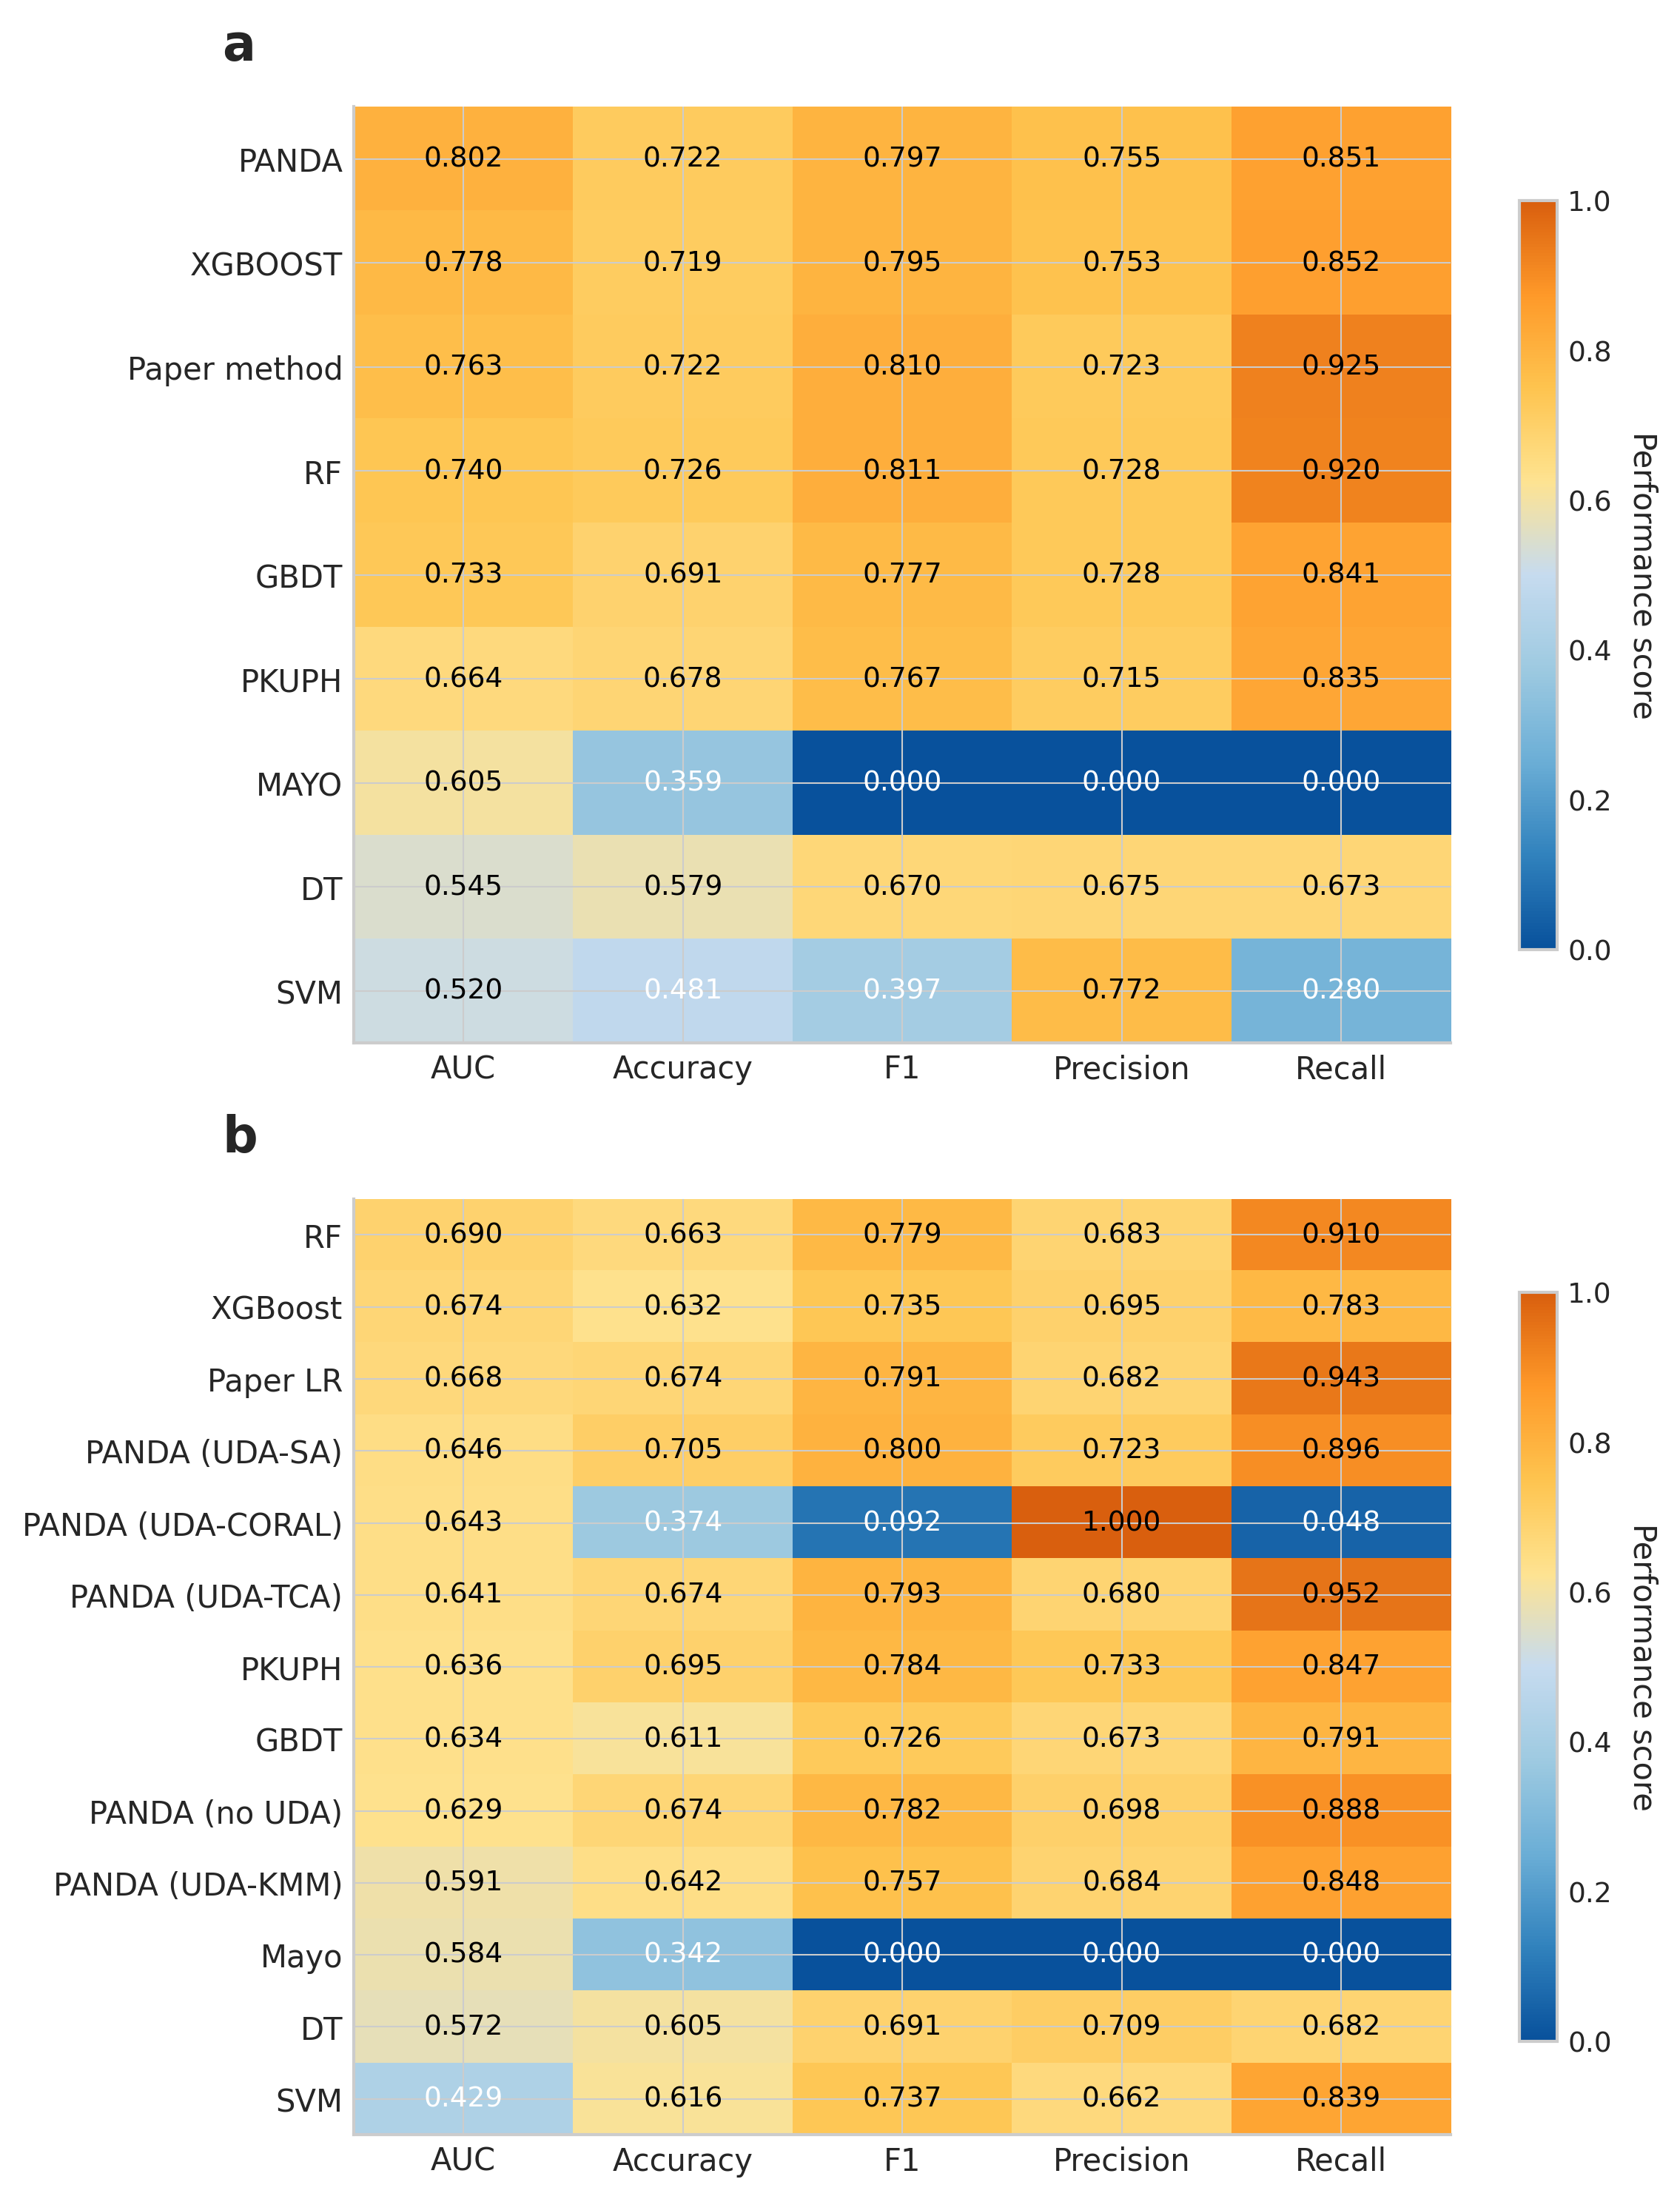 a
PANDA 0.802 0.722 0.797 0.755 0.851
XGBOOST 0.778 0.719 0.795 0.753 0.852
Paper method 0.763 0.722 0.810 0.723 0.925
RF 0.740 0.726 0.811 0.728 0.920
GBDT 0.733 0.691 0.777 0.728 0.841
PKUPH 0.664 0.678 0.767 0.715 0.835
MAYO 0.605 0.359 0.000 0.000 0.000
DT 0.545 0.579 0.670 0.675 0.673
SVM 0.520 0.481 0.397 0.772 0.280
AUC Accuracy F1 Precision Recall
1.0
0.8
0.6
0.4
0.2
0.0
Performance score
b
RF 0.690 0.663 0.779 0.683 0.910
XGBoost 0.674 0.632 0.735 0.695 0.783
Paper LR 0.668 0.674 0.791 0.682 0.943
PANDA (UDA-SA) 0.646 0.705 0.800 0.723 0.896
PANDA (UDA-CORAL) 0.643 0.374 0.092 1.000 0.048
PANDA (UDA-TCA) 0.641 0.674 0.793 0.680 0.952
PKUPH 0.636 0.695 0.784 0.733 0.847
GBDT 0.634 0.611 0.726 0.673 0.791
PANDA (no UDA) 0.629 0.674 0.782 0.698 0.888
PANDA (UDA-KMM) 0.591 0.642 0.757 0.684 0.848
Mayo 0.584 0.342 0.000 0.000 0.000
DT 0.572 0.605 0.691 0.709 0.682
SVM 0.429 0.616 0.737 0.662 0.839
AUC Accuracy F1 Precision Recall
1.0
0.8
0.6
0.4
0.2
0.0
Performance score